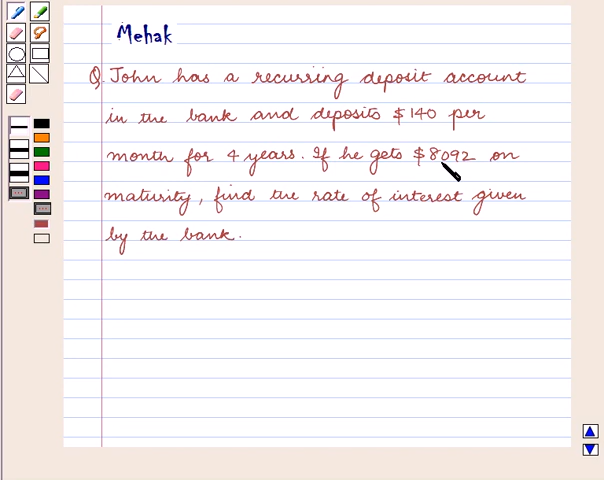 Mehak
Q. John has a recurring deposit account
in the bank and deposits $140 per
month for 4 years. If he gets $8092 on
maturity, find the rate of interest given
by the bank.